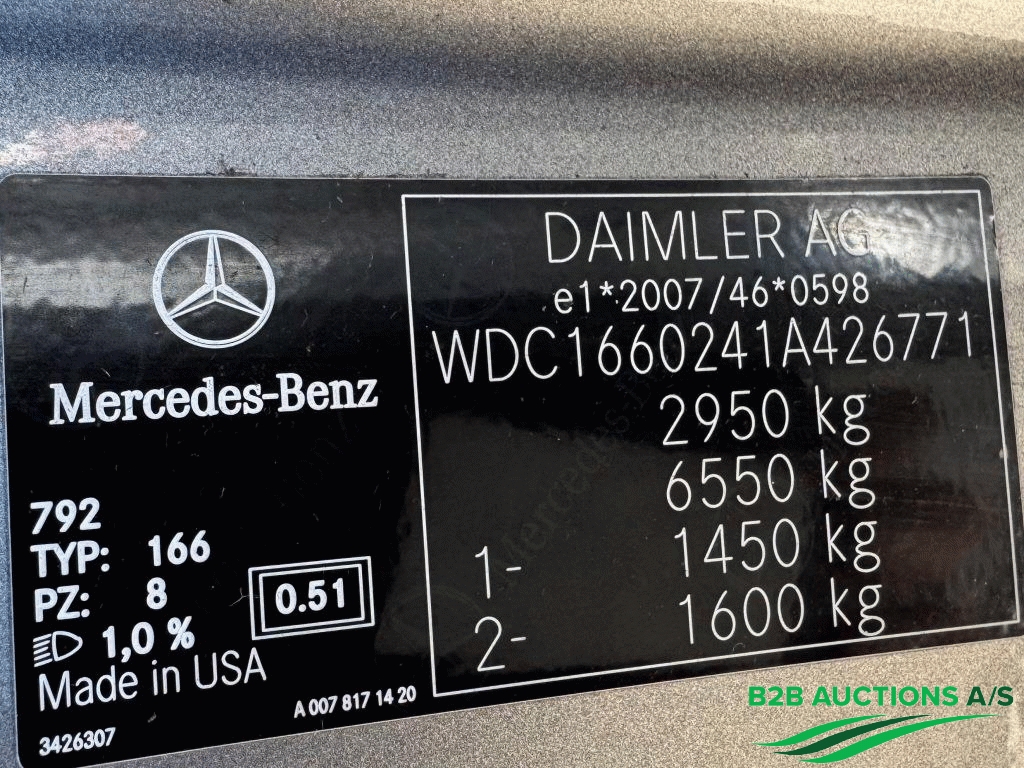 Mercedes-Benz
792
TYP: 166
PZ: 8
1,0 %
0.51
Made in USA
A 007 817 14 20
3426307
DAIMLER AG
e1*2007/46*0598
WDC1660241A426771
2950 kg
6550 kg
1- 1450 kg
2- 1600 kg
B2B AUCTIONS A/S